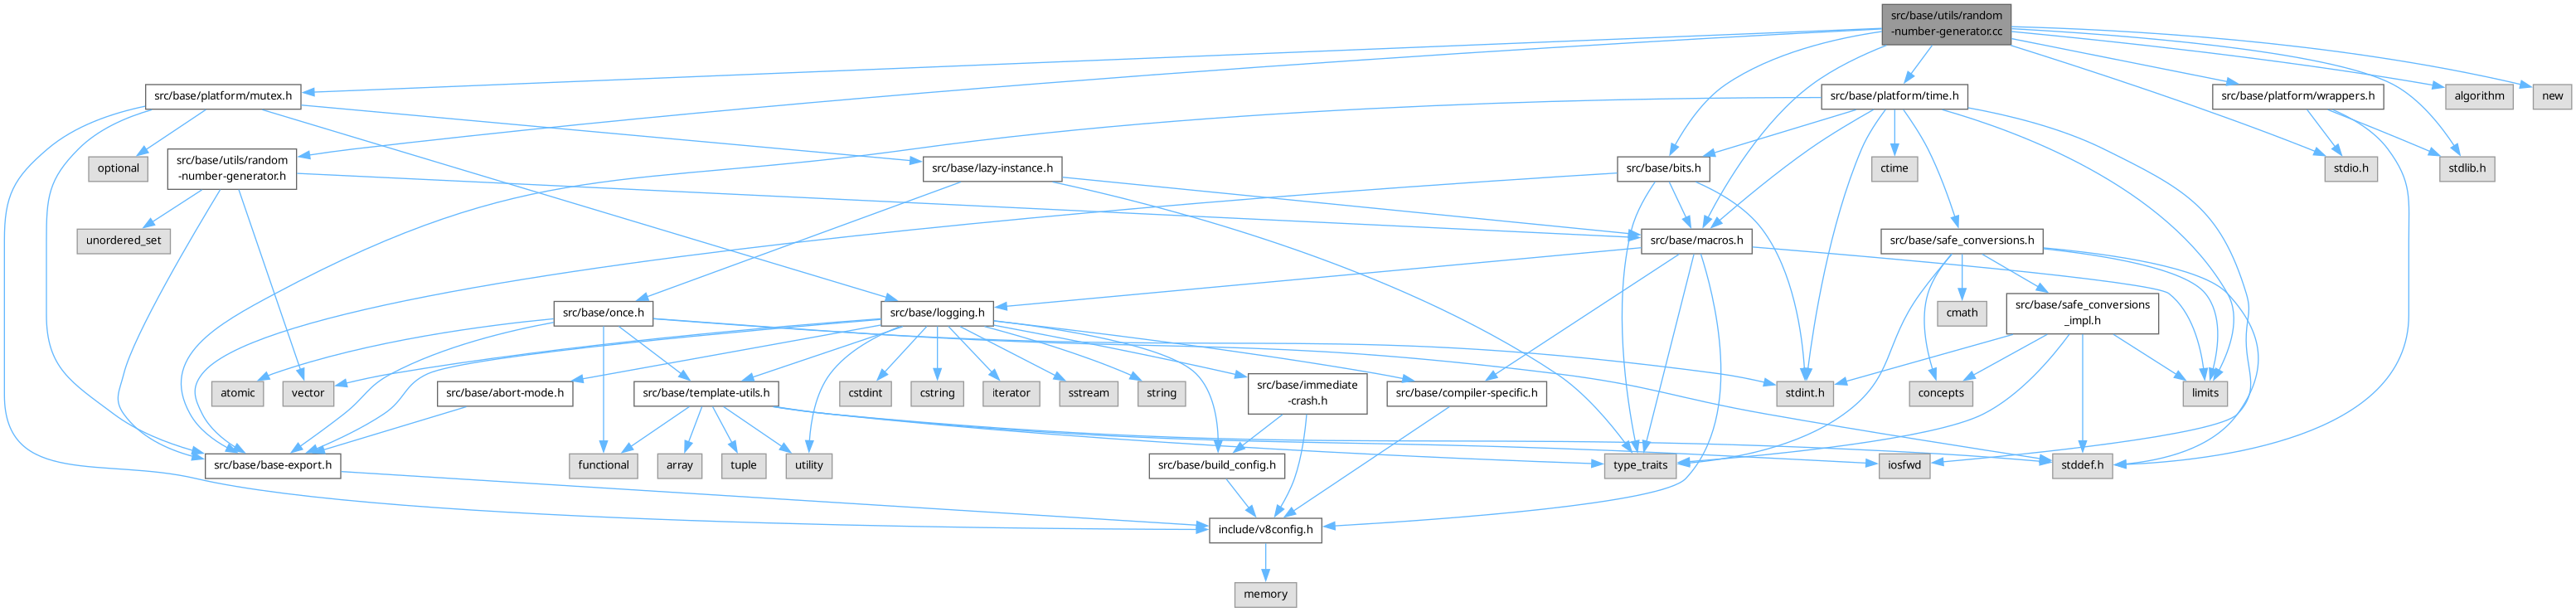 src/base/utils/random
-number-generator.cc
src/base/platform/mutex.h
src/base/platform/time.h
src/base/platform/wrappers.h
algorithm
new
optional
src/base/utils/random
-number-generator.h
src/base/lazy-instance.h
src/base/bits.h
ctime
stdio.h
stdlib.h
unordered_set
src/base/macros.h
src/base/safe_conversions.h
src/base/once.h
src/base/logging.h
cmath
src/base/safe_conversions
_impl.h
atomic
vector
src/base/abort-mode.h
src/base/template-utils.h
cstdint
cstring
iterator
sstream
string
src/base/immediate
-crash.h
src/base/compiler-specific.h
stdint.h
concepts
limits
src/base/base-export.h
functional
array
tuple
utility
src/base/build_config.h
type_traits
iosfwd
stddef.h
include/v8config.h
memory